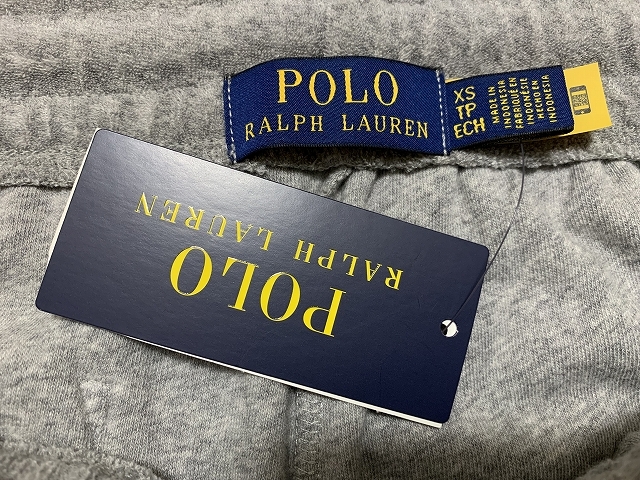 POLO
RALPH LAUREN
XS
TP
ECH
MADE IN
INDONESIA
FABRIQUÉ EN
INDONÉSIE
HECHO EN
INDONESIA
POLO
RALPH LAUREN